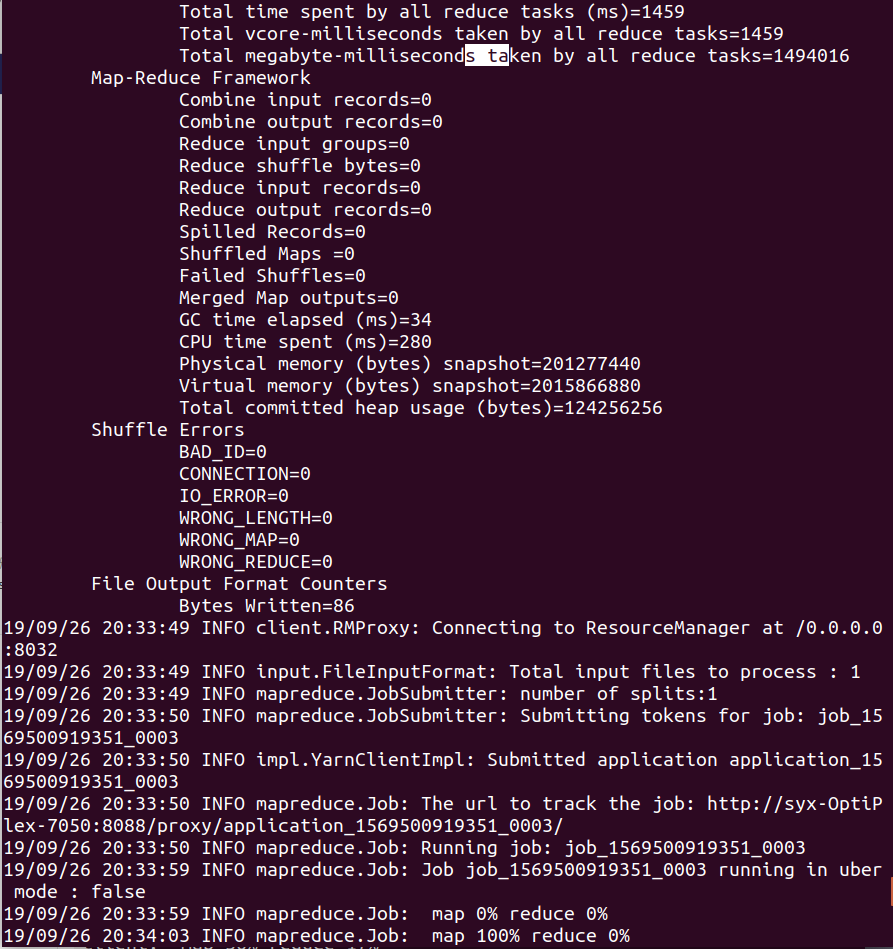 Total time spent by all reduce tasks (ms)=1459
Total vcore-milliseconds taken by all reduce tasks=1459
Total megabyte-milliseconds taken by all reduce tasks=1494016
Map-Reduce Framework
Combine input records=0
Combine output records=0
Reduce input groups=0
Reduce shuffle bytes=0
Reduce input records=0
Reduce output records=0
Spilled Records=0
Shuffled Maps =0
Failed Shuffles=0
Merged Map outputs=0
GC time elapsed (ms)=34
CPU time spent (ms)=280
Physical memory (bytes) snapshot=201277440
Virtual memory (bytes) snapshot=2015866880
Total committed heap usage (bytes)=124256256
Shuffle Errors
BAD_ID=0
CONNECTION=0
IO_ERROR=0
WRONG_LENGTH=0
WRONG_MAP=0
WRONG_REDUCE=0
File Output Format Counters
Bytes Written=86
19/09/26 20:33:49 INFO client.RMProxy: Connecting to ResourceManager at /0.0.0.0
:8032
19/09/26 20:33:49 INFO input.FileInputFormat: Total input files to process : 1
19/09/26 20:33:49 INFO mapreduce.JobSubmitter: number of splits:1
19/09/26 20:33:50 INFO mapreduce.JobSubmitter: Submitting tokens for job: job_15
69500919351_0003
19/09/26 20:33:50 INFO impl.YarnClientImpl: Submitted application application_15
69500919351_0003
19/09/26 20:33:50 INFO mapreduce.Job: The url to track the job: http://syx-OptiP
lex-7050:8088/proxy/application_1569500919351_0003/
19/09/26 20:33:50 INFO mapreduce.Job: Running job: job_1569500919351_0003
19/09/26 20:33:59 INFO mapreduce.Job: Job job_1569500919351_0003 running in uber
 mode : false
19/09/26 20:33:59 INFO mapreduce.Job:  map 0% reduce 0%
19/09/26 20:34:03 INFO mapreduce.Job:  map 100% reduce 0%